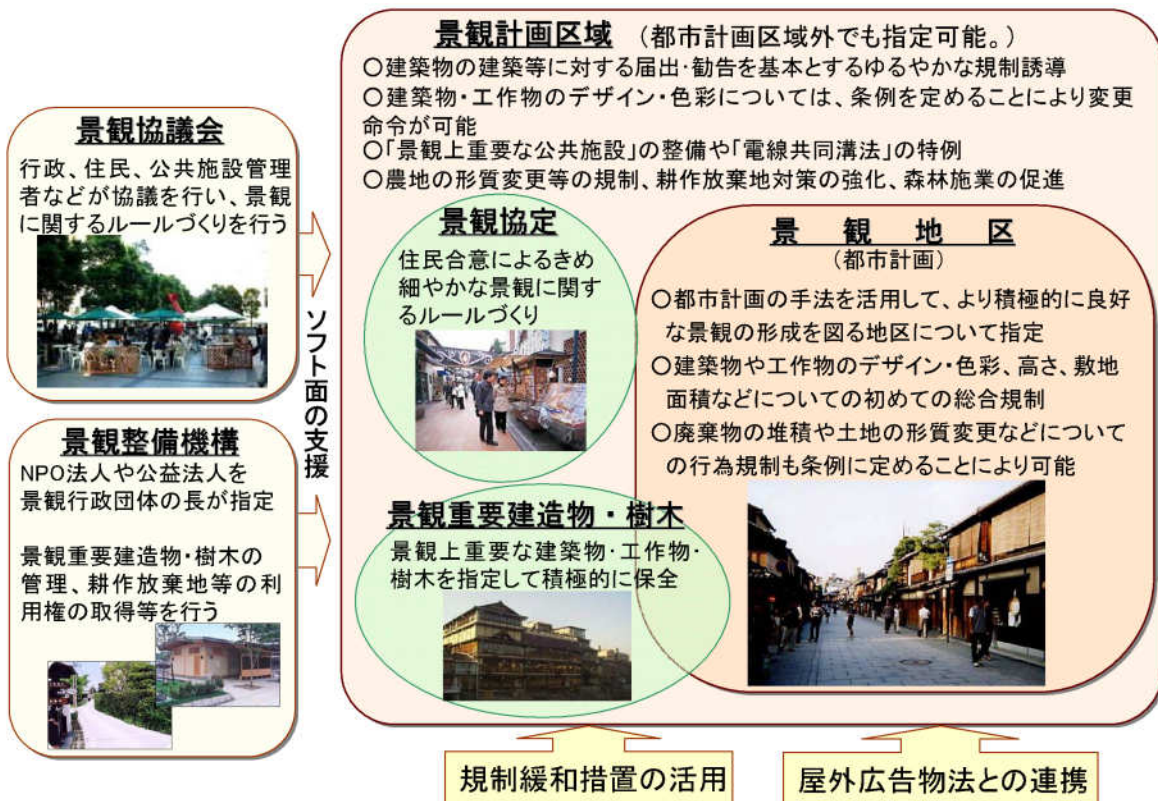 景観計画区域 (都市計画区域外でも指定可能。)
○建築物の建築等に対する届出・勧告を基本とするゆるやかな規制誘導
○建築物・工作物のデザイン・色彩については、条例を定めることにより変更
命令が可能
○「景観上重要な公共施設」の整備や「電線共同溝法」の特例
○農地の形質変更等の規制、耕作放棄地対策の強化、森林施業の促進
景観協議会
行政、住民、公共施設管理
者などが協議を行い、景観
に関するルールづくりを行う
景観整備機構
NPO法人や公益法人を
景観行政団体の長が指定
景観重要建造物・樹木の
管理、耕作放棄地等の利
用権の取得等を行う
ソフト面の支援
景観協定
住民合意によるきめ
細やかな景観に関す
るルールづくり
景観重要建造物・樹木
景観上重要な建築物・工作物・
樹木を指定して積極的に保全
景観地区
(都市計画)
○都市計画の手法を活用して、より積極的に良好
な景観の形成を図る地区について指定
○建築物や工作物のデザイン・色彩、高さ、敷地
面積などについての初めての総合規制
○廃棄物の堆積や土地の形質変更などについて
の行為規制も条例に定めることにより可能
規制緩和措置の活用
屋外広告物法との連携